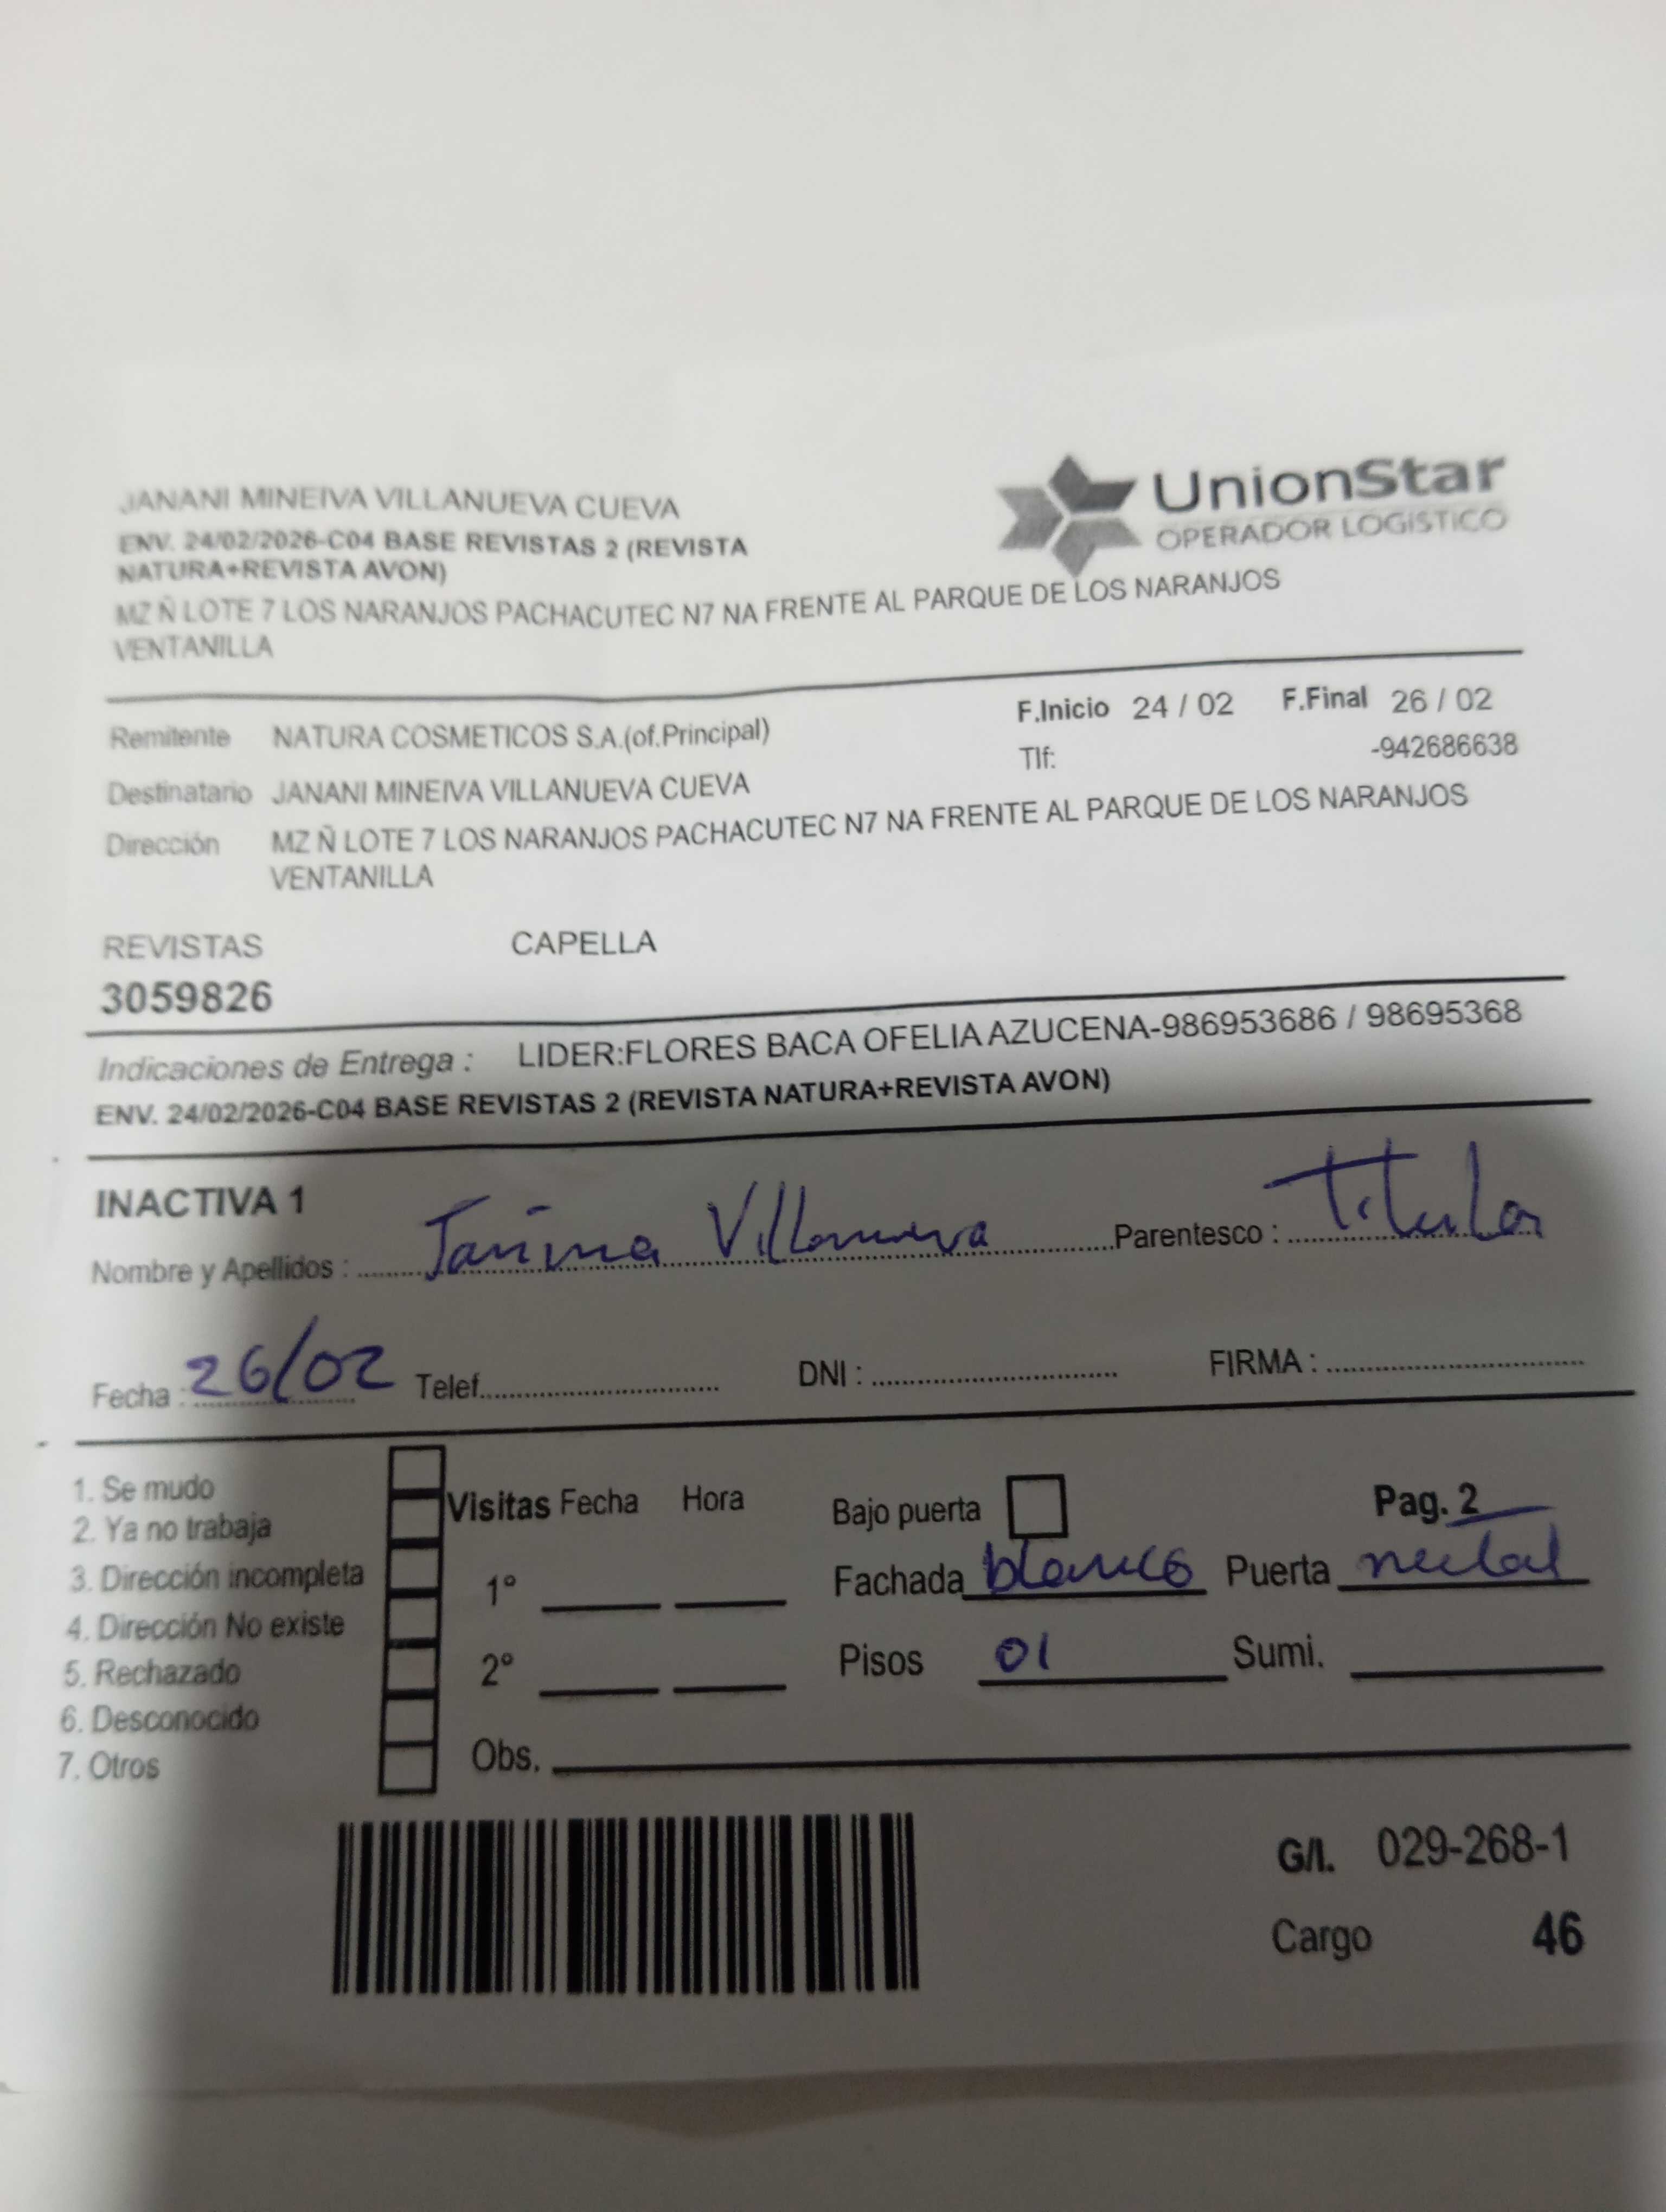 JANANI MINEIVA VILLANUEVA CUEVA
ENV. 24/02/2026-C04 BASE REVISTAS 2 (REVISTA
NATURA+REVISTA AVON)
MZ Ñ LOTE 7 LOS NARANJOS PACHACUTEC N7 NA FRENTE AL PARQUE DE LOS NARANJOS
VENTANILLA
UnionStar
OPERADOR LOGÍSTICO
Remitente NATURA COSMETICOS S.A.(of.Principal)
F.Inicio 24 / 02 F.Final 26 / 02
Tlf: -942686638
Destinatario JANANI MINEIVA VILLANUEVA CUEVA
Dirección MZ Ñ LOTE 7 LOS NARANJOS PACHACUTEC N7 NA FRENTE AL PARQUE DE LOS NARANJOS
VENTANILLA
REVISTAS CAPELLA
3059826
Indicaciones de Entrega : LIDER:FLORES BACA OFELIA AZUCENA-986953686 / 98695368
ENV. 24/02/2026-C04 BASE REVISTAS 2 (REVISTA NATURA+REVISTA AVON)
INACTIVA 1
Nombre y Apellidos : Villanueva Parentesco : Titular
Fecha : 26/02 Telef. DNI : FIRMA :
1. Se mudo
2. Ya no trabaja
3. Dirección incompleta
4. Dirección No existe
5. Rechazado
6. Desconocido
7. Otros
Visitas Fecha Hora
1°
2°
Obs.
Bajo puerta Pag. 2
Fachada blanco Puerta metal
Pisos 01 Sumi.
G/I. 029-268-1
Cargo 46